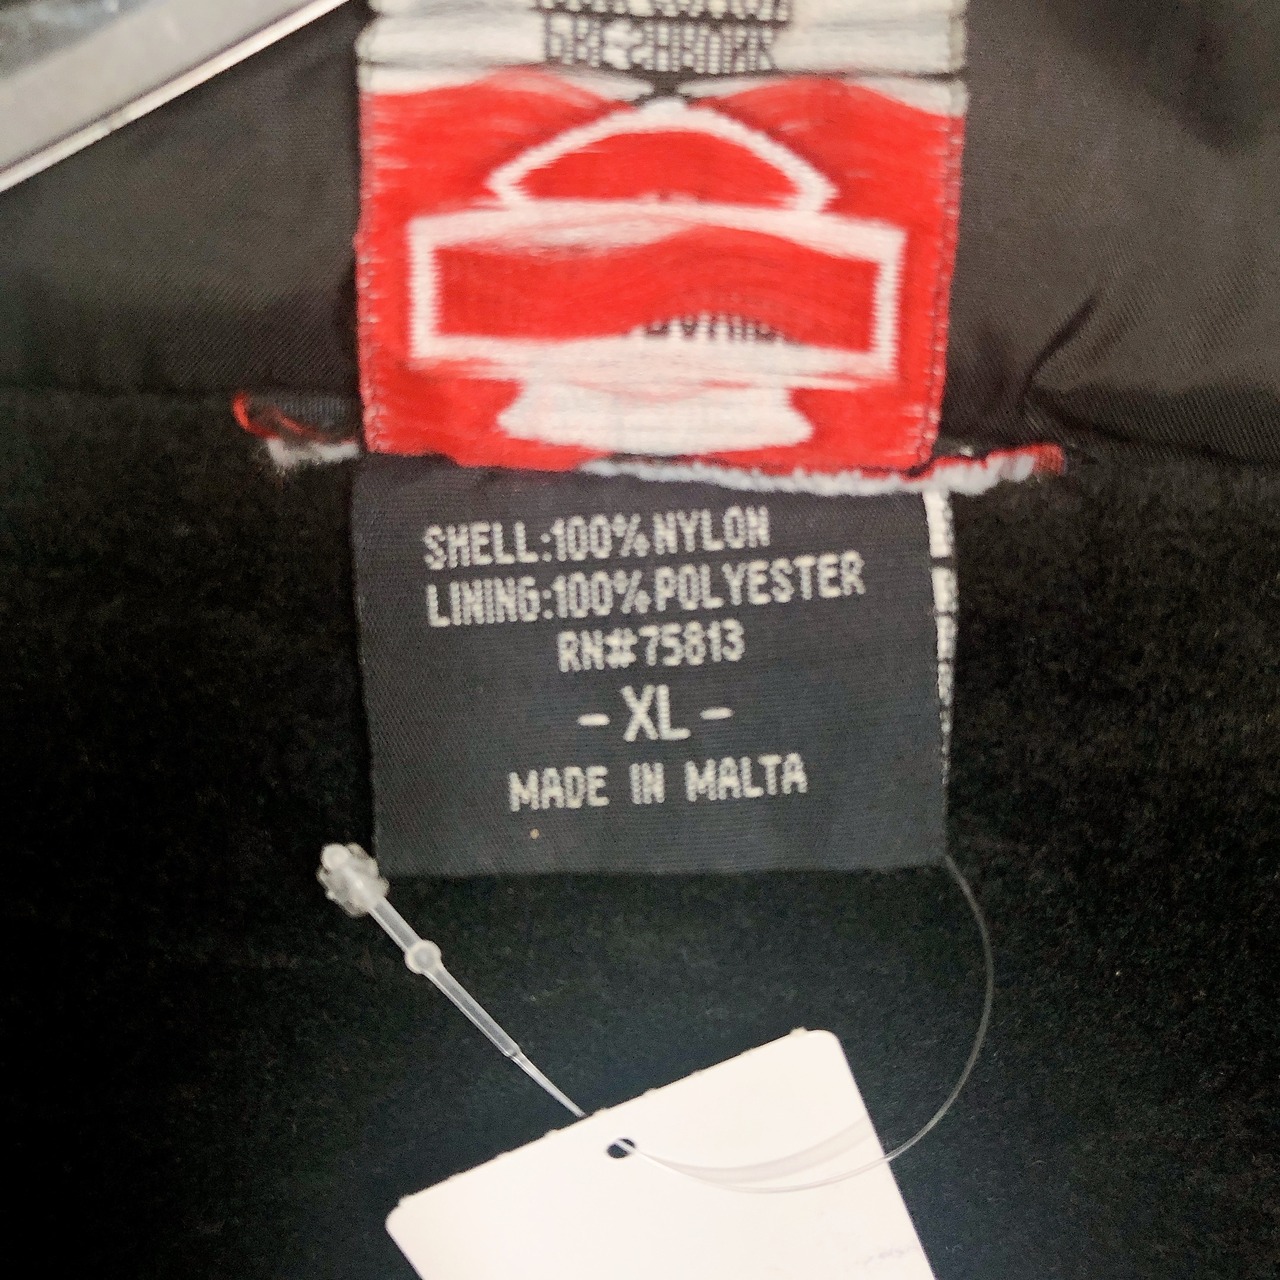 SHELL:100% NYLON
LINING:100% POLYESTER
RN# 75813
- XL -
MADE IN MALTA